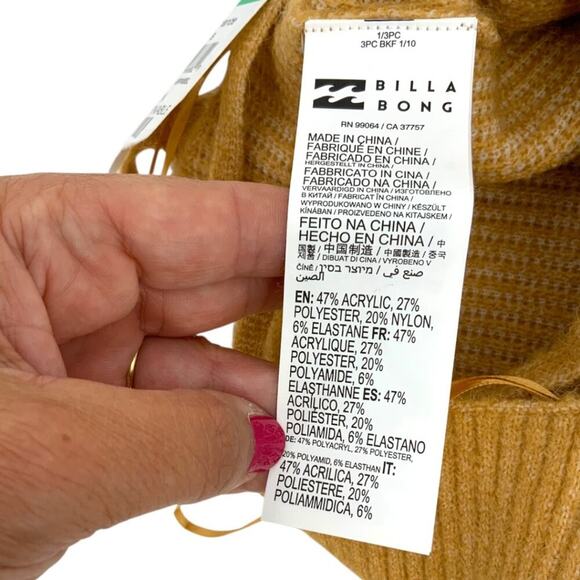 1/3PC
3PC BKF 1/10
BILLA
BONG
RN 99064 / CA 37757
MADE IN CHINA /
FABRIQUÉ EN CHINE /
FABRICADO EN CHINA /
HERGESTELLT IN CHINA /
FABBRICATO IN CINA /
FABRICADO NA CHINA /
VERVAARDIGD IN CHINA / ИЗГОТОВЛЕНО
В КИТАЙ / FABRICAT ÎN CHINA /
WYPRODUKOWANO W CHINY / KÉSZÜLT
KÍNÁBAN / PROIZVEDENO NA KITAJSKEM /
FEITO NA CHINA /
HECHO EN CHINA / 中
国製 / 中国制造 / 中國製造 / 중국
제품 / DIBUAT DI CINA / VYROBENO V
ČÍNĚ / מיוצר בסין / صنع في
الصين
EN: 47% ACRYLIC, 27%
POLYESTER, 20% NYLON,
6% ELASTANE FR: 47%
ACRYLIQUE, 27%
POLYESTER, 20%
POLYAMIDE, 6%
ELASTHANNE ES: 47%
ACRÍLICO, 27%
POLIÉSTER, 20%
POLIAMIDA, 6% ELASTANO
DE: 47% POLYACRYL, 27% POLYESTER,
20% POLYAMID, 6% ELASTHAN IT:
47% ACRILICA, 27%
POLIESTERE, 20%
POLIAMMIDICA, 6%